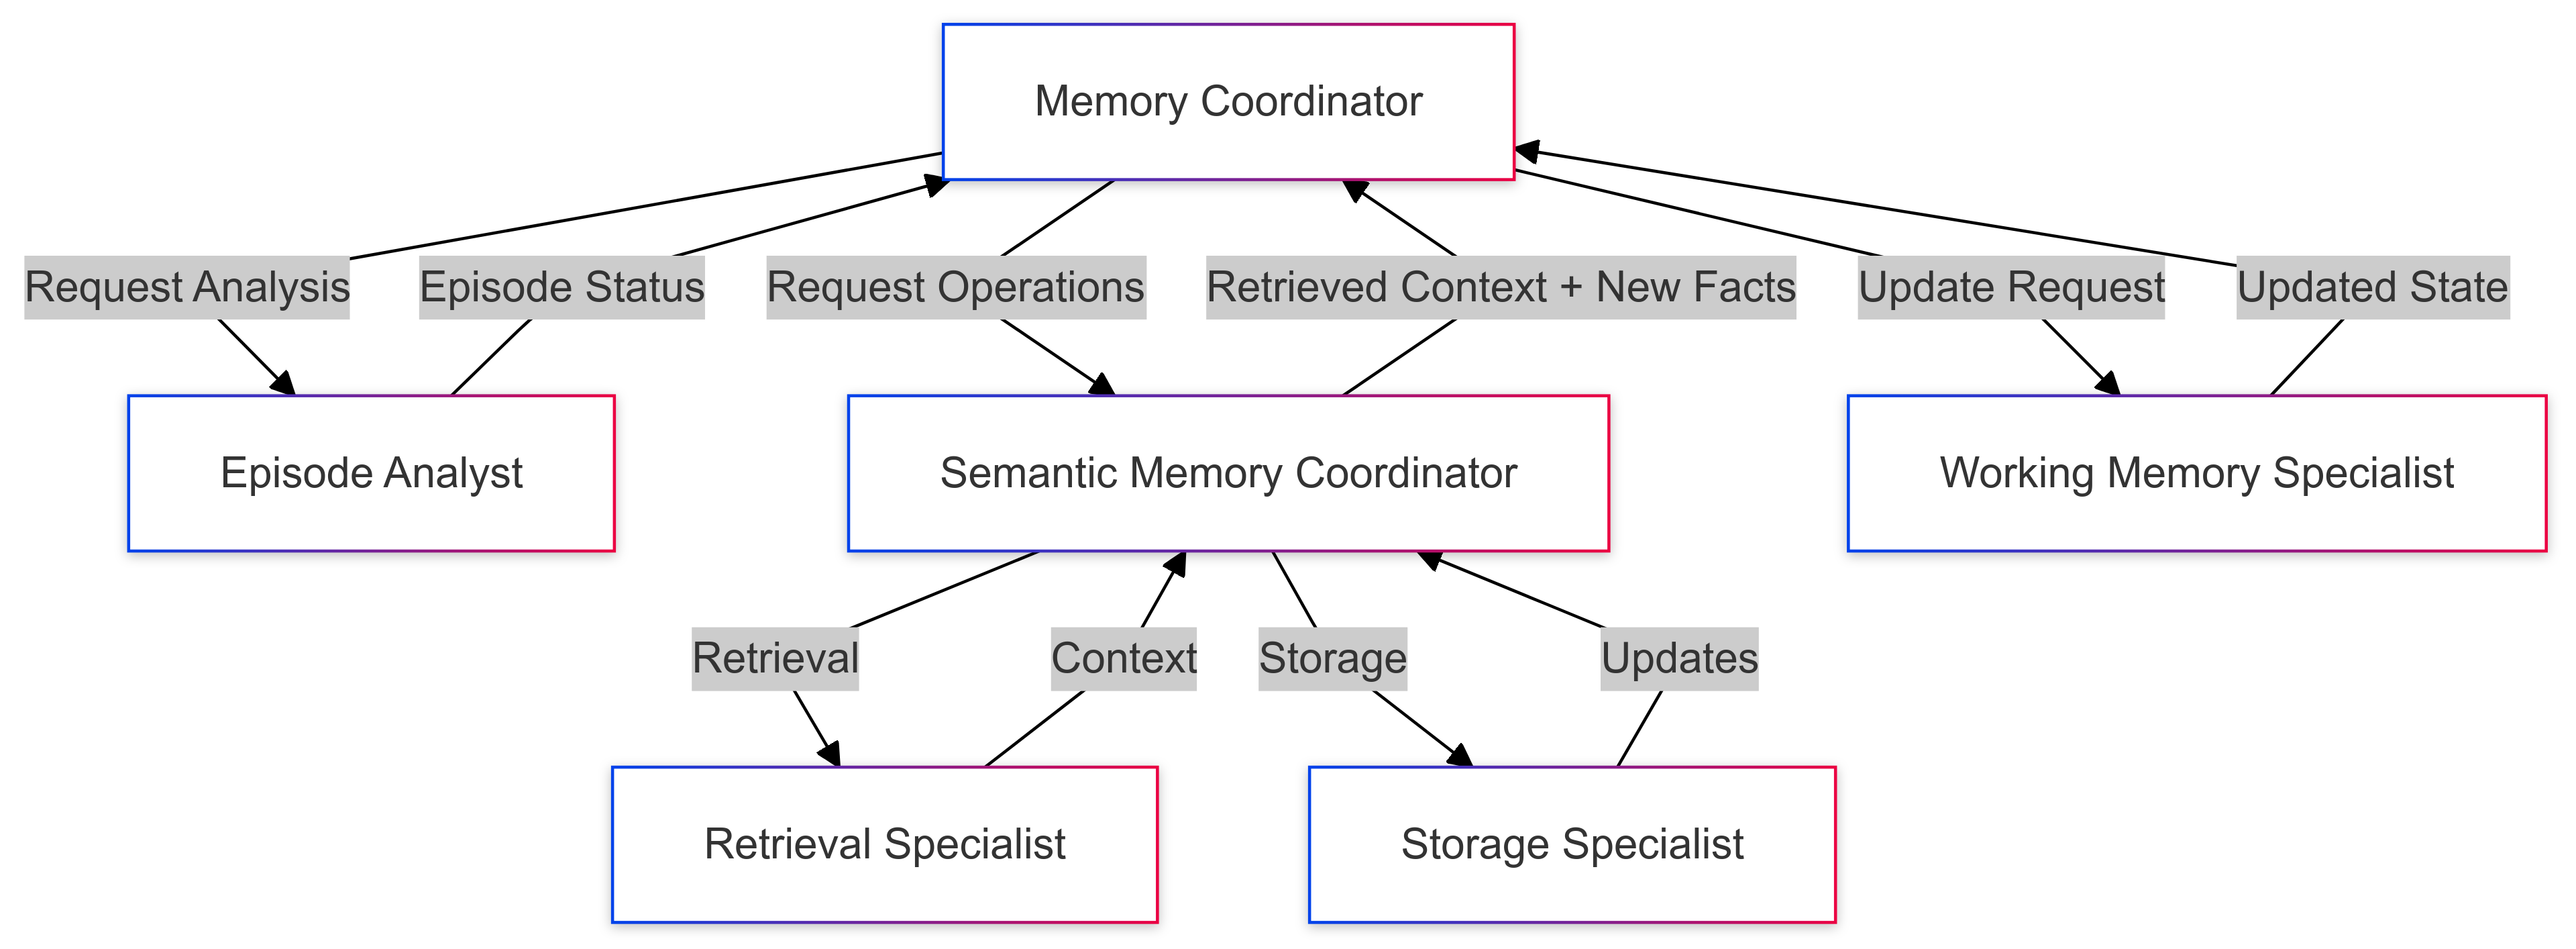 Memory Coordinator
Request Analysis
Episode Status
Request Operations
Retrieved Context + New Facts
Update Request
Updated State
Episode Analyst
Semantic Memory Coordinator
Working Memory Specialist
Retrieval
Context
Storage
Updates
Retrieval Specialist
Storage Specialist